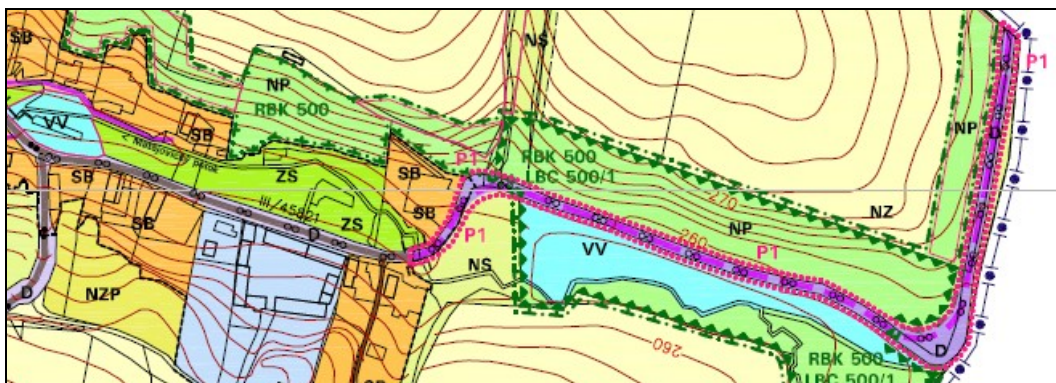 SB
NS
P1
NP
RBK 500
NP
VV
SB
Maršovický potok
SB
P1
RBK 500
ZS
SB
LBC 500/1
SB
III./45821
270
NZ
SB
ZS
SB
P1
260
NP
D
VV
P1
NS
D
NZP
260
D
RBK 500
LBC 500/1